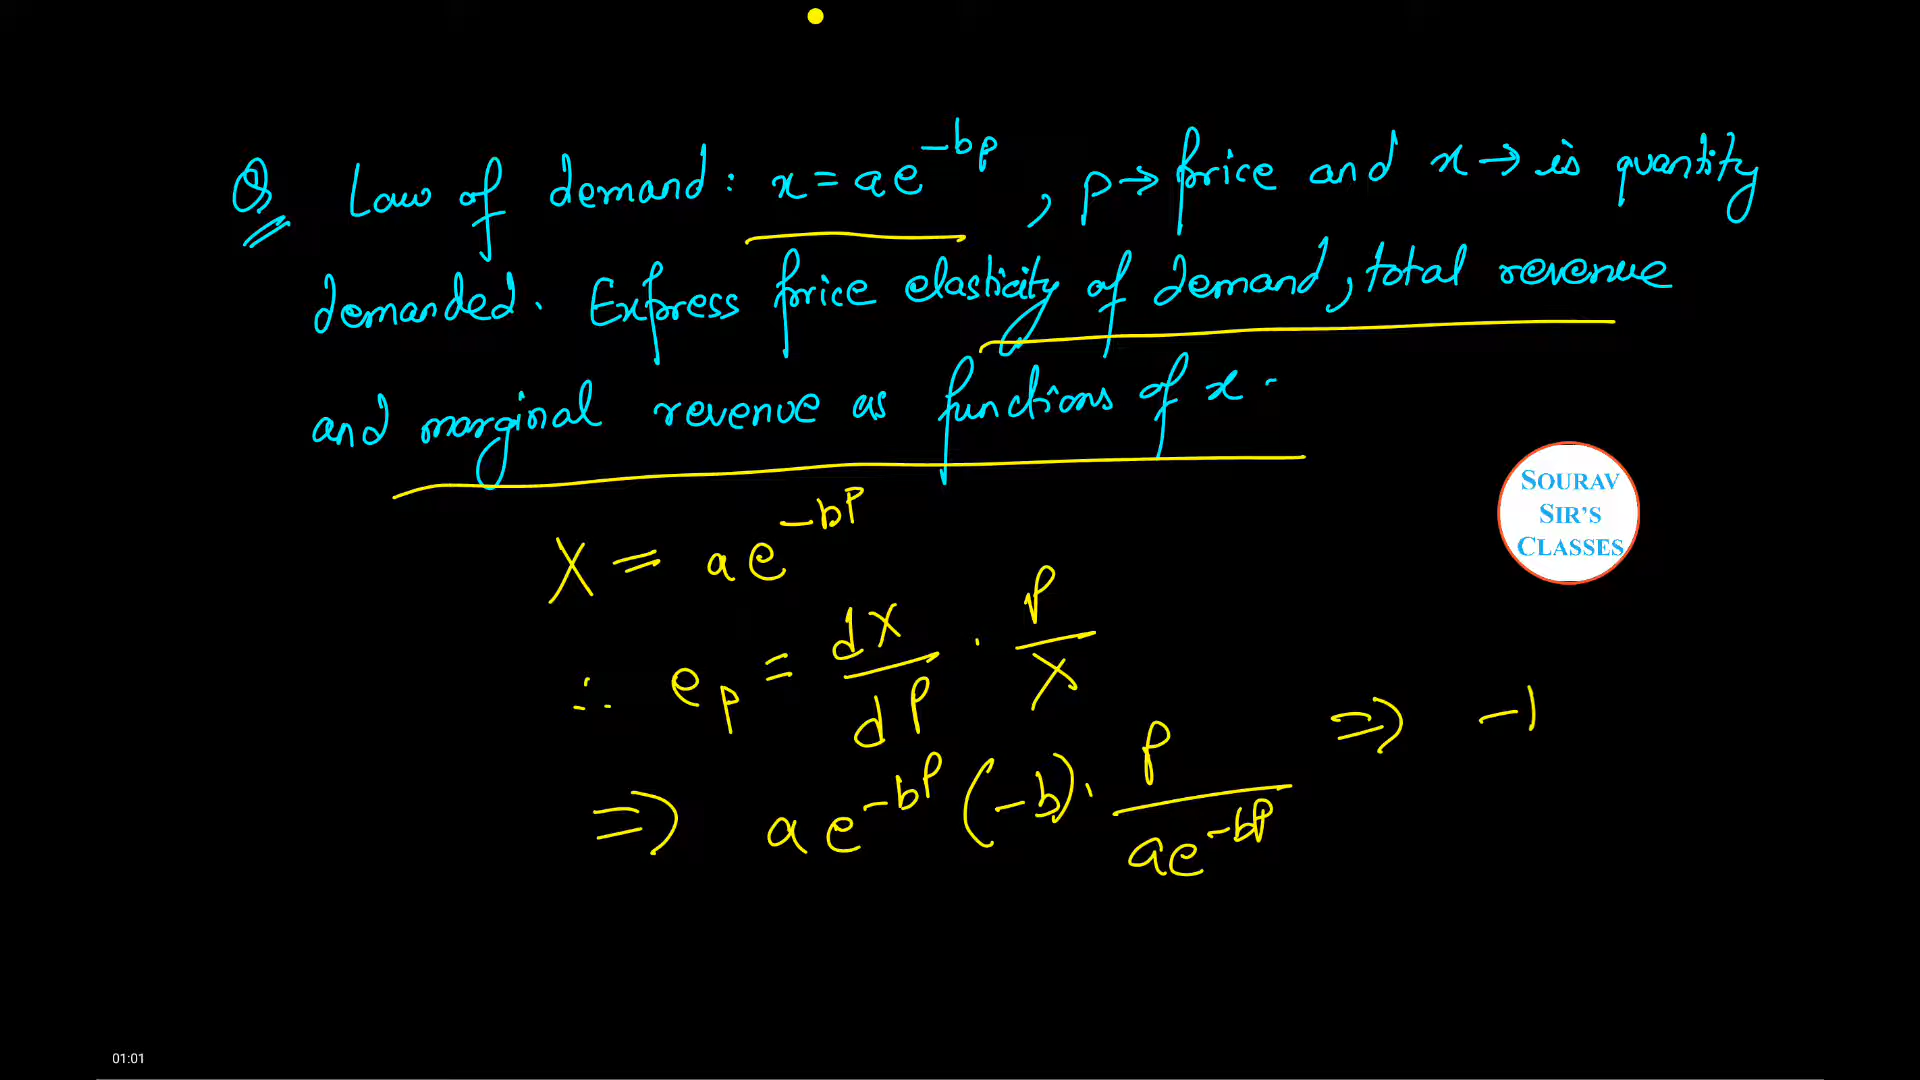 Q Law of demand: x = ae^{-bp}, p → price and x → is quantity
demanded. Express price elasticity of demand, total revenue
and marginal revenue as functions of x.
SOURAV
SIR'S
CLASSES
X = ae^{-bP}
∴ e_p = dX/dP · P/X
⇒ ae^{-bP} (-b) · P/ae^{-bP} ⇒ -1
01:01